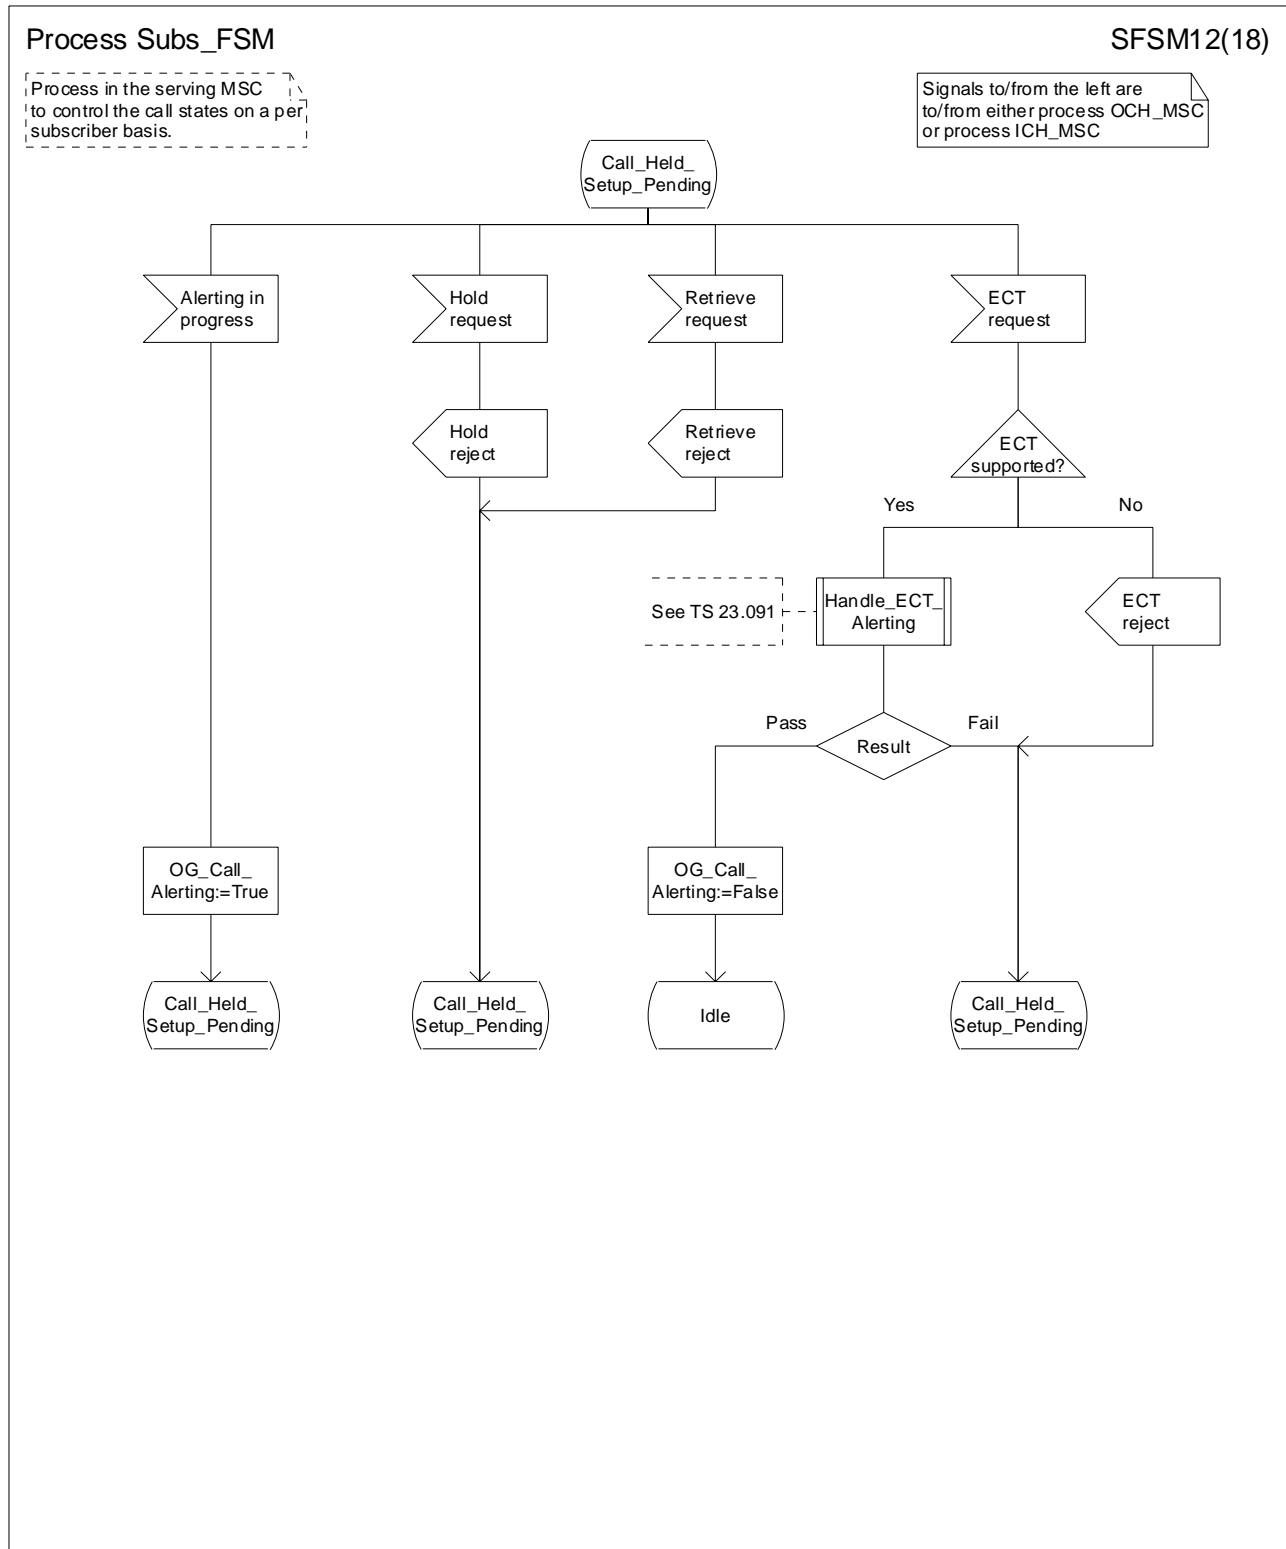 Process Subs_FSM
SFSM12(18)
Process in the serving MSC
to control the call states on a per
subscriber basis.
Signals to/from the left are
to/from either process OCH_MSC
or process ICH_MSC
Call_Held_
Setup_Pending
Alerting in
progress
Hold
request
Retrieve
request
ECT
request
Hold
reject
Retrieve
reject
ECT
supported?
Yes
No
See TS 23.091
Handle_ECT_
Alerting
ECT
reject
Pass
Result
Fail
OG_Call_
Alerting:=True
OG_Call_
Alerting:=False
Call_Held_
Setup_Pending
Call_Held_
Setup_Pending
Idle
Call_Held_
Setup_Pending